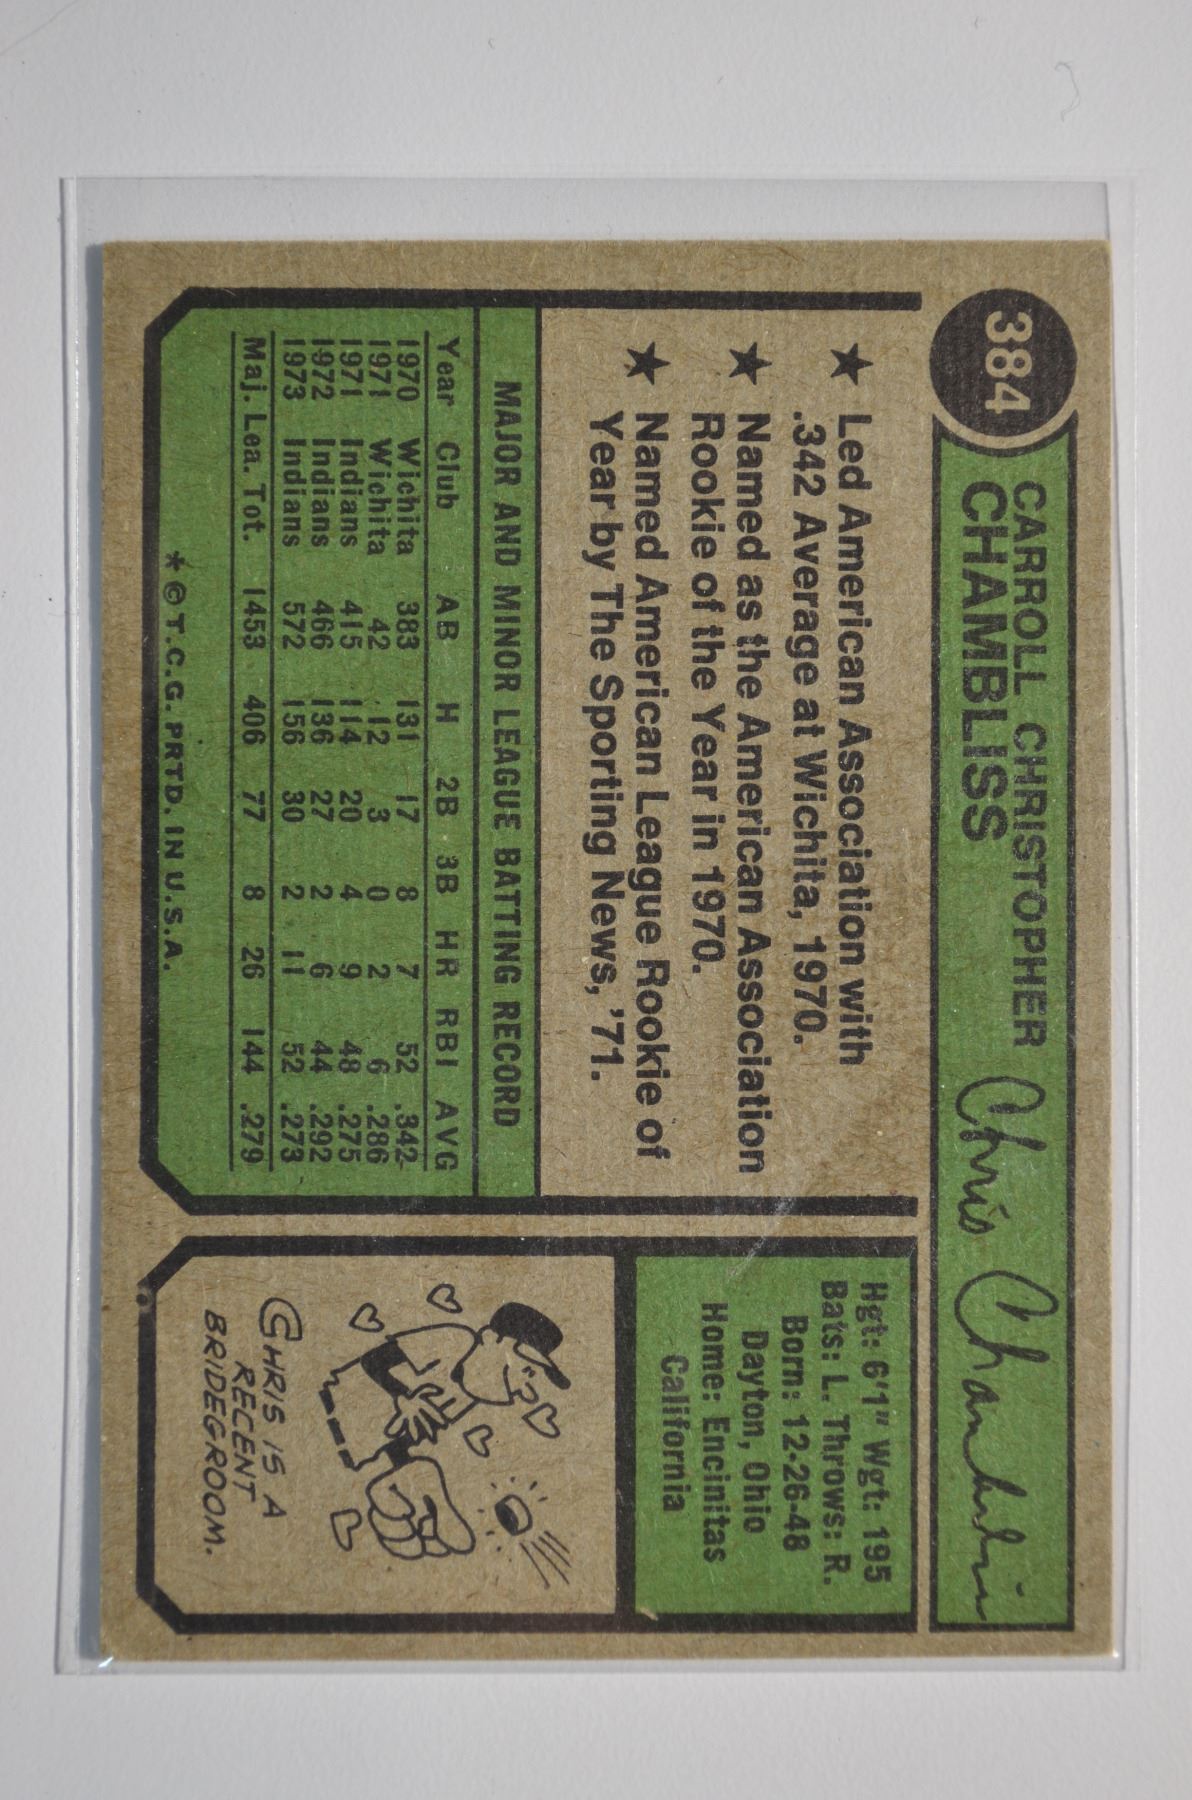 384
CARROLL CHRISTOPHER
CHAMBLISS
Chris Chambliss
★ Led American Association with
.342 Average at Wichita, 1970.
★ Named as the American Association
Rookie of the Year in 1970.
★ Named American League Rookie of
Year by The Sporting News, '71.
Hgt: 6'1" Wgt: 195
Bats: L. Throws: R.
Born: 12-26-48
Dayton, Ohio
Home: Encinitas
California
MAJOR AND MINOR LEAGUE BATTING RECORD
Year Club AB H 2B 3B HR RBI AVG
1970 Wichita 383 131 17 8 7 52 .342
1971 Wichita 42 12 3 0 2 6 .286
1971 Indians 415 114 20 4 9 48 .275
1972 Indians 466 136 27 2 6 44 .292
1973 Indians 572 156 30 2 11 52 .273
Maj. Lea. Tot. 1453 406 77 8 26 144 .279
*©T.C.G. PRTD. IN U.S.A.
CHRIS IS A
RECENT
BRIDEGROOM.